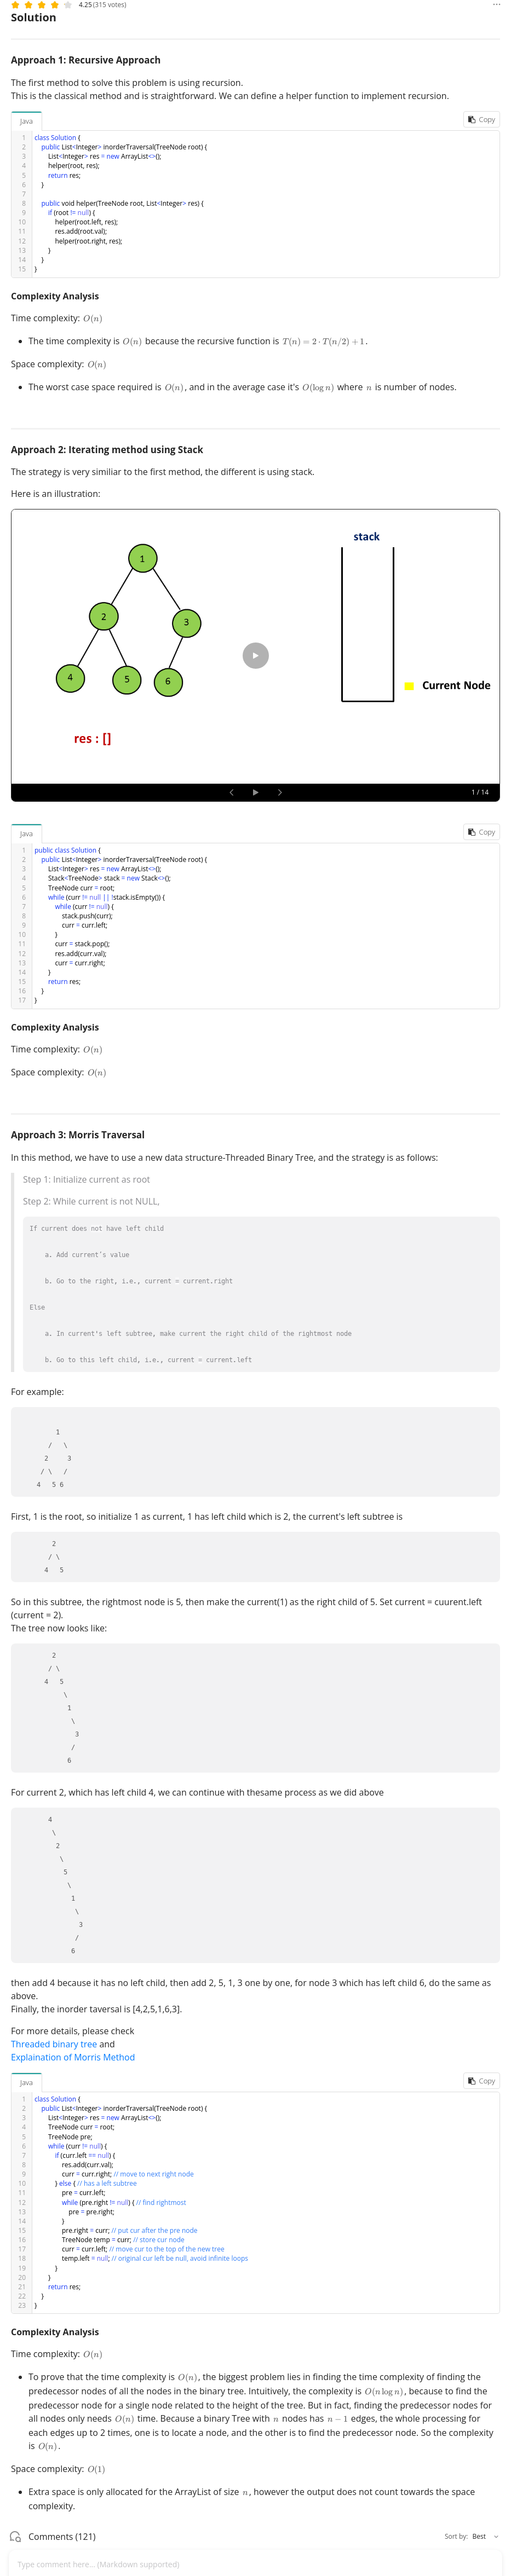 4.25 (315 votes)
Solution
Approach 1: Recursive Approach
The first method to solve this problem is using recursion.
This is the classical method and is straightforward. We can define a helper function to implement recursion.
Java
Copy
1 class Solution {
2 public List<Integer> inorderTraversal(TreeNode root) {
3 List<Integer> res = new ArrayList<>();
4 helper(root, res);
5 return res;
6 }
7
8 public void helper(TreeNode root, List<Integer> res) {
9 if (root != null) {
10 helper(root.left, res);
11 res.add(root.val);
12 helper(root.right, res);
13 }
14 }
15 }
Complexity Analysis
Time complexity: O(n)
• The time complexity is O(n) because the recursive function is T(n) = 2 · T(n/2) + 1.
Space complexity: O(n)
• The worst case space required is O(n), and in the average case it's O(log n) where n is number of nodes.
Approach 2: Iterating method using Stack
The strategy is very similiar to the first method, the different is using stack.
Here is an illustration:
stack
1
2
3
4
5
6
Current Node
res : []
1 / 14
Java
Copy
1 public class Solution {
2 public List<Integer> inorderTraversal(TreeNode root) {
3 List<Integer> res = new ArrayList<>();
4 Stack<TreeNode> stack = new Stack<>();
5 TreeNode curr = root;
6 while (curr != null || !stack.isEmpty()) {
7 while (curr != null) {
8 stack.push(curr);
9 curr = curr.left;
10 }
11 curr = stack.pop();
12 res.add(curr.val);
13 curr = curr.right;
14 }
15 return res;
16 }
17 }
Complexity Analysis
Time complexity: O(n)
Space complexity: O(n)
Approach 3: Morris Traversal
In this method, we have to use a new data structure-Threaded Binary Tree, and the strategy is as follows:
Step 1: Initialize current as root
Step 2: While current is not NULL,
If current does not have left child
a. Add current's value
b. Go to the right, i.e., current = current.right
Else
a. In current's left subtree, make current the right child of the rightmost node
b. Go to this left child, i.e., current = current.left
For example:
1
/ \
2 3
/ \ /
4 5 6
First, 1 is the root, so initialize 1 as current, 1 has left child which is 2, the current's left subtree is
2
/ \
4 5
So in this subtree, the rightmost node is 5, then make the current(1) as the right child of 5. Set current = cuurent.left
(current = 2).
The tree now looks like:
2
/ \
4 5
\
1
\
3
/
6
For current 2, which has left child 4, we can continue with thesame process as we did above
4
\
2
\
5
\
1
\
3
/
6
then add 4 because it has no left child, then add 2, 5, 1, 3 one by one, for node 3 which has left child 6, do the same as
above.
Finally, the inorder taversal is [4,2,5,1,6,3].
For more details, please check
Threaded binary tree and
Explaination of Morris Method
Java
Copy
1 class Solution {
2 public List<Integer> inorderTraversal(TreeNode root) {
3 List<Integer> res = new ArrayList<>();
4 TreeNode curr = root;
5 TreeNode pre;
6 while (curr != null) {
7 if (curr.left == null) {
8 res.add(curr.val);
9 curr = curr.right; // move to next right node
10 } else { // has a left subtree
11 pre = curr.left;
12 while (pre.right != null) { // find rightmost
13 pre = pre.right;
14 }
15 pre.right = curr; // put cur after the pre node
16 TreeNode temp = curr; // store cur node
17 curr = curr.left; // move cur to the top of the new tree
18 temp.left = null; // original cur left be null, avoid infinite loops
19 }
20 }
21 return res;
22 }
23 }
Complexity Analysis
Time complexity: O(n)
• To prove that the time complexity is O(n), the biggest problem lies in finding the time complexity of finding the
predecessor nodes of all the nodes in the binary tree. Intuitively, the complexity is O(n log n), because to find the
predecessor node for a single node related to the height of the tree. But in fact, finding the predecessor nodes for
all nodes only needs O(n) time. Because a binary Tree with n nodes has n − 1 edges, the whole processing for
each edges up to 2 times, one is to locate a node, and the other is to find the predecessor node. So the complexity
is O(n).
Space complexity: O(1)
• Extra space is only allocated for the ArrayList of size n, however the output does not count towards the space
complexity.
Comments (121)
Sort by: Best
Type comment here... (Markdown supported)